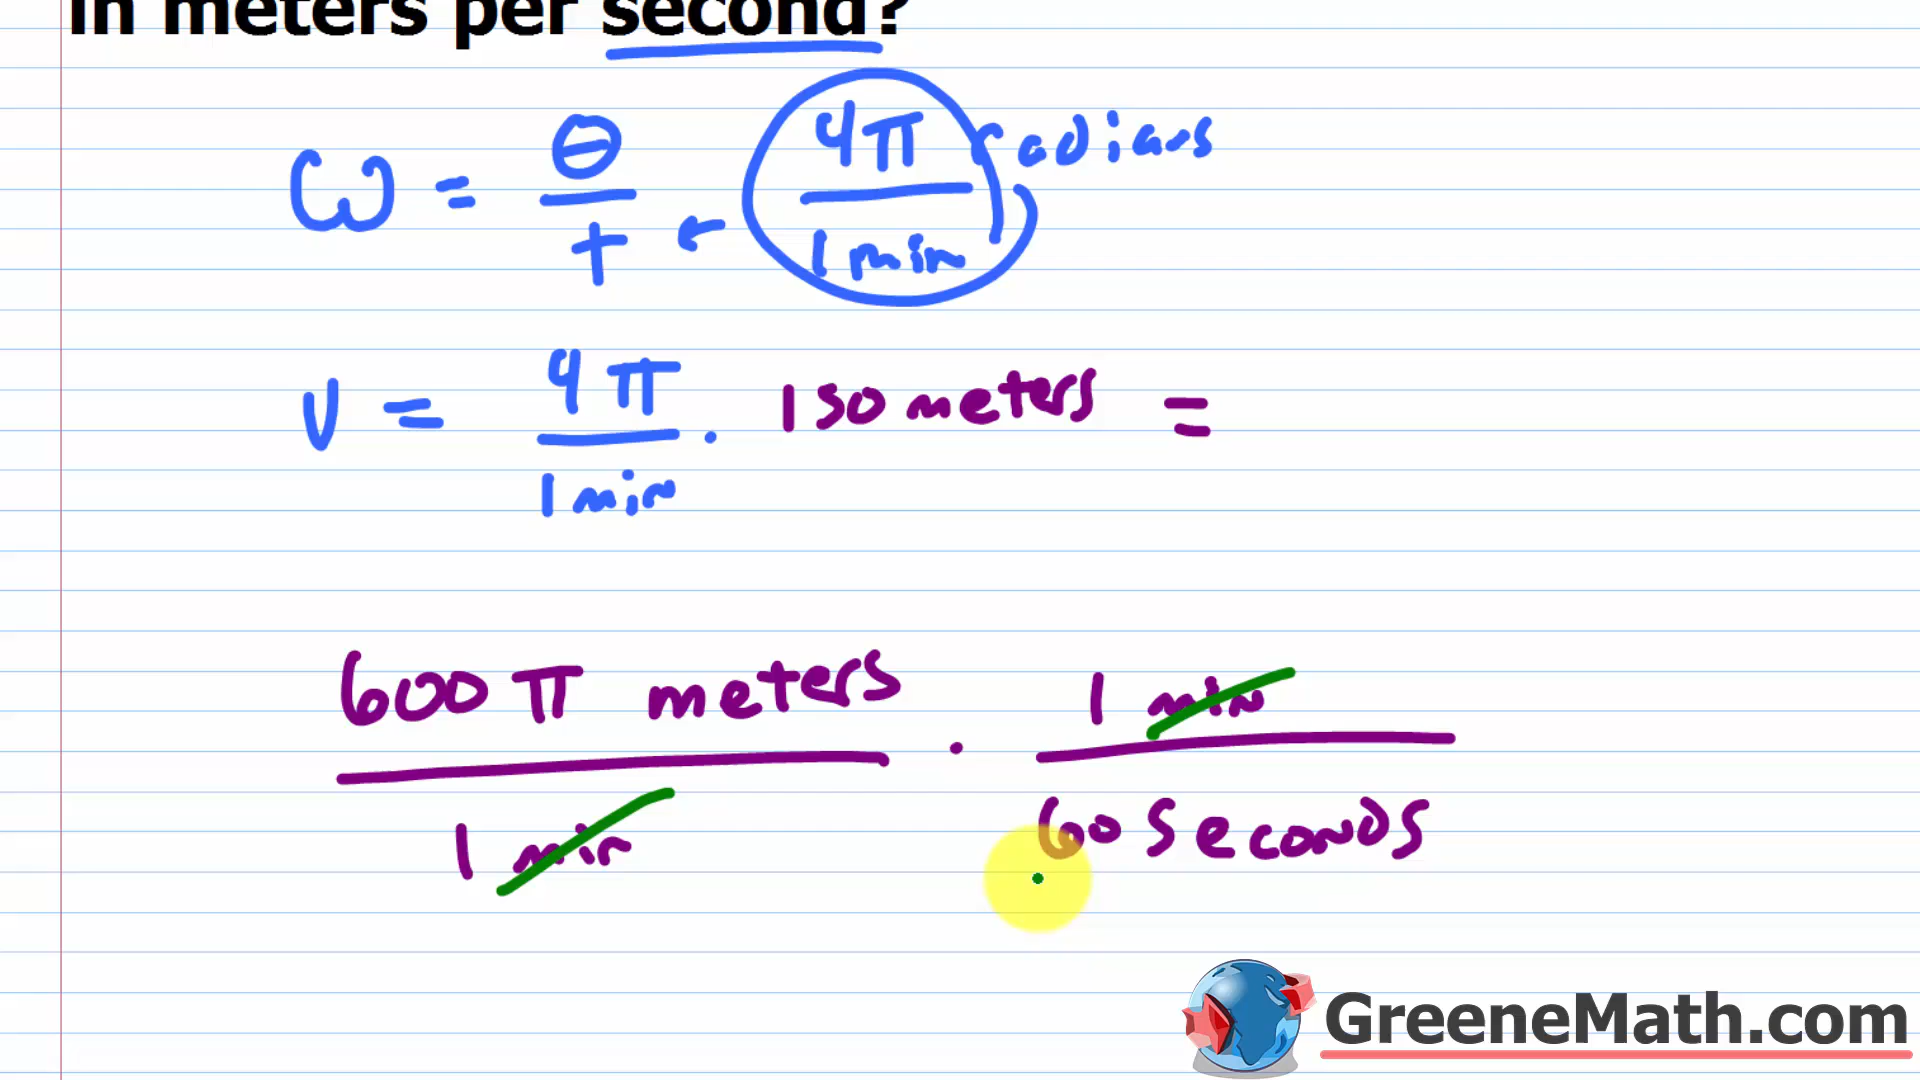 in meters per second?
ω = θ/t ← 4π radians/1 min
v = 4π/1 min · 150 meters =
600 π meters/1 min · 1 min/60 seconds
GreeneMath.com